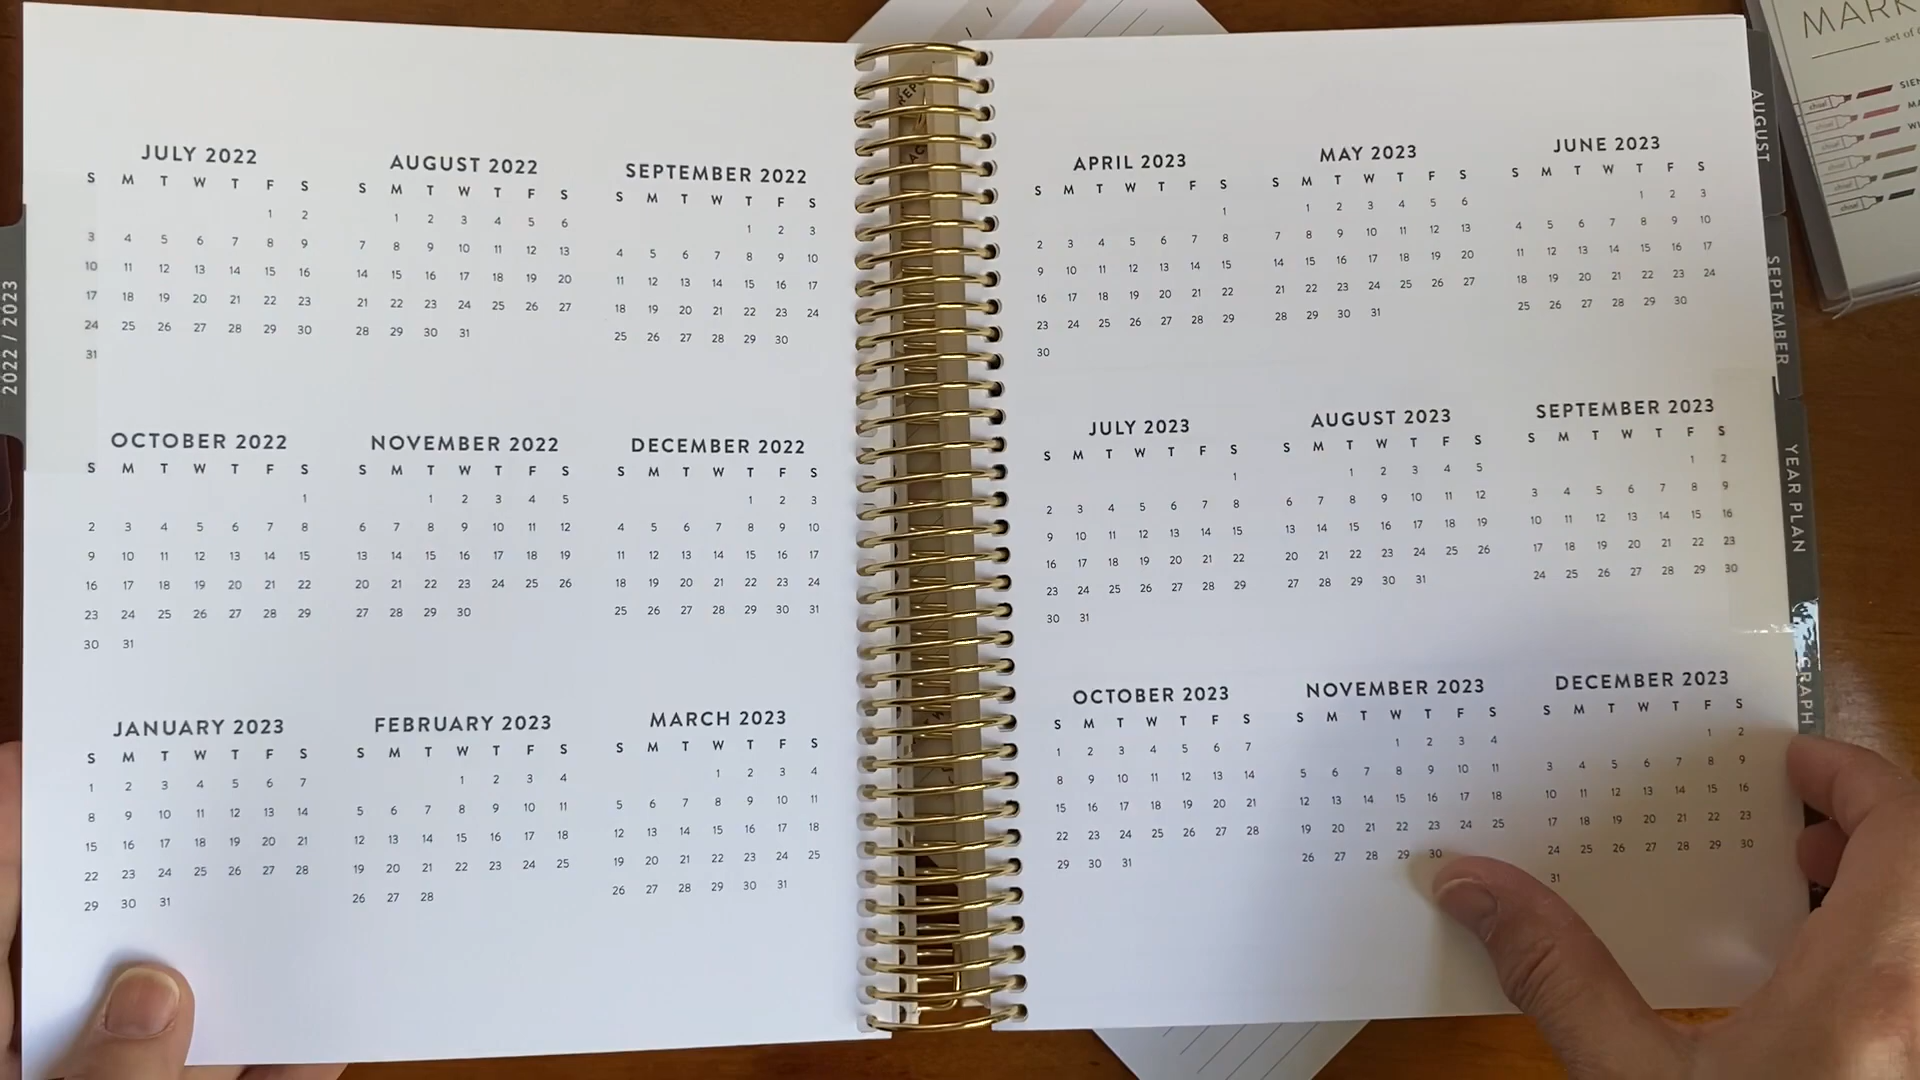 2022 / 2023
JULY 2022
S M T W T F S
1 2
3 4 5 6 7 8 9
10 11 12 13 14 15 16
17 18 19 20 21 22 23
24 25 26 27 28 29 30
31
AUGUST 2022
S M T W T F S
1 2 3 4 5 6
7 8 9 10 11 12 13
14 15 16 17 18 19 20
21 22 23 24 25 26 27
28 29 30 31
SEPTEMBER 2022
S M T W T F S
1 2 3
4 5 6 7 8 9 10
11 12 13 14 15 16 17
18 19 20 21 22 23 24
25 26 27 28 29 30
OCTOBER 2022
S M T W T F S
1
2 3 4 5 6 7 8
9 10 11 12 13 14 15
16 17 18 19 20 21 22
23 24 25 26 27 28 29
30 31
NOVEMBER 2022
S M T W T F S
1 2 3 4 5
6 7 8 9 10 11 12
13 14 15 16 17 18 19
20 21 22 23 24 25 26
27 28 29 30
DECEMBER 2022
S M T W T F S
1 2 3
4 5 6 7 8 9 10
11 12 13 14 15 16 17
18 19 20 21 22 23 24
25 26 27 28 29 30 31
JANUARY 2023
S M T W T F S
1 2 3 4 5 6 7
8 9 10 11 12 13 14
15 16 17 18 19 20 21
22 23 24 25 26 27 28
29 30 31
FEBRUARY 2023
S M T W T F S
1 2 3 4
5 6 7 8 9 10 11
12 13 14 15 16 17 18
19 20 21 22 23 24 25
26 27 28
MARCH 2023
S M T W T F S
1 2 3 4
5 6 7 8 9 10 11
12 13 14 15 16 17 18
19 20 21 22 23 24 25
26 27 28 29 30 31
APRIL 2023
S M T W T F S
1
2 3 4 5 6 7 8
9 10 11 12 13 14 15
16 17 18 19 20 21 22
23 24 25 26 27 28 29
30
MAY 2023
S M T W T F S
1 2 3 4 5 6
7 8 9 10 11 12 13
14 15 16 17 18 19 20
21 22 23 24 25 26 27
28 29 30 31
JUNE 2023
S M T W T F S
1 2 3
4 5 6 7 8 9 10
11 12 13 14 15 16 17
18 19 20 21 22 23 24
25 26 27 28 29 30
JULY 2023
S M T W T F S
1
2 3 4 5 6 7 8
9 10 11 12 13 14 15
16 17 18 19 20 21 22
23 24 25 26 27 28 29
30 31
AUGUST 2023
S M T W T F S
1 2 3 4 5
6 7 8 9 10 11 12
13 14 15 16 17 18 19
20 21 22 23 24 25 26
27 28 29 30 31
SEPTEMBER 2023
S M T W T F S
1 2
3 4 5 6 7 8 9
10 11 12 13 14 15 16
17 18 19 20 21 22 23
24 25 26 27 28 29 30
OCTOBER 2023
S M T W T F S
1 2 3 4 5 6 7
8 9 10 11 12 13 14
15 16 17 18 19 20 21
22 23 24 25 26 27 28
29 30 31
NOVEMBER 2023
S M T W T F S
1 2 3 4
5 6 7 8 9 10 11
12 13 14 15 16 17 18
19 20 21 22 23 24 25
26 27 28 29 30
DECEMBER 2023
S M T W T F S
1 2
3 4 5 6 7 8 9
10 11 12 13 14 15 16
17 18 19 20 21 22 23
24 25 26 27 28 29 30
31
AUGUST
SEPTEMBER
YEAR PLAN
GRAPH
MARK
set of